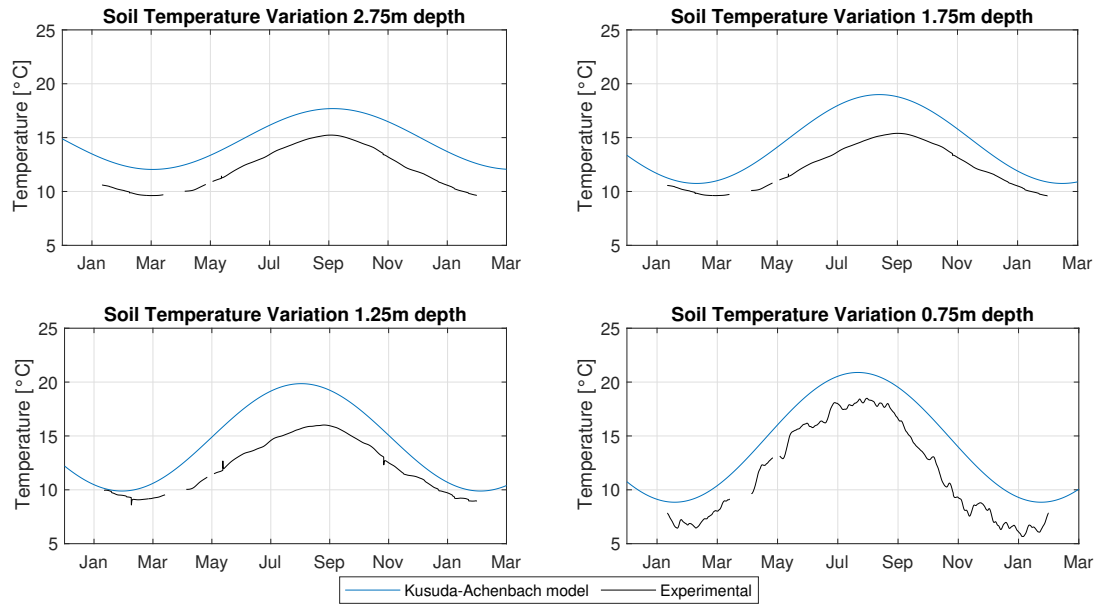 Soil Temperature Variation 2.75m depth
Temperature [°C]
25
20
15
10
5
Jan Mar May Jul Sep Nov Jan Mar
Soil Temperature Variation 1.75m depth
Temperature [°C]
25
20
15
10
5
Jan Mar May Jul Sep Nov Jan Mar
Soil Temperature Variation 1.25m depth
Temperature [°C]
25
20
15
10
5
Jan Mar May Jul Sep Nov Jan Mar
Soil Temperature Variation 0.75m depth
Temperature [°C]
25
20
15
10
5
Jan Mar May Jul Sep Nov Jan Mar
Kusuda-Achenbach model Experimental